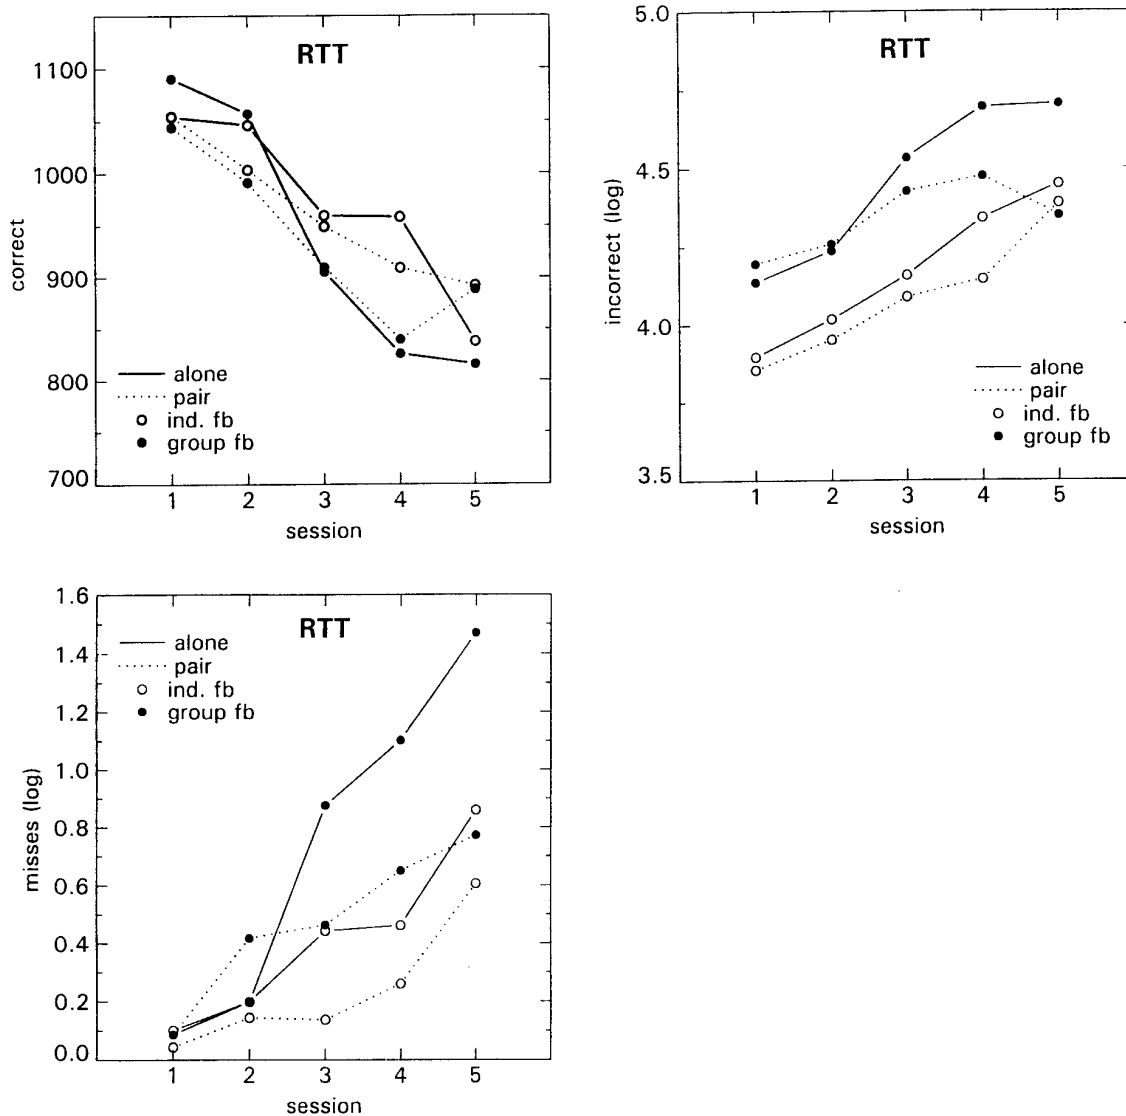 RTT
correct
1100
1000
900
800
700
alone
pair
ind. fb
group fb
1 2 3 4 5
session
RTT
incorrect (log)
5.0
4.5
4.0
3.5
alone
pair
ind. fb
group fb
1 2 3 4 5
session
RTT
misses (log)
1.6
1.4
1.2
1.0
0.8
0.6
0.4
0.2
0.0
alone
pair
ind. fb
group fb
1 2 3 4 5
session